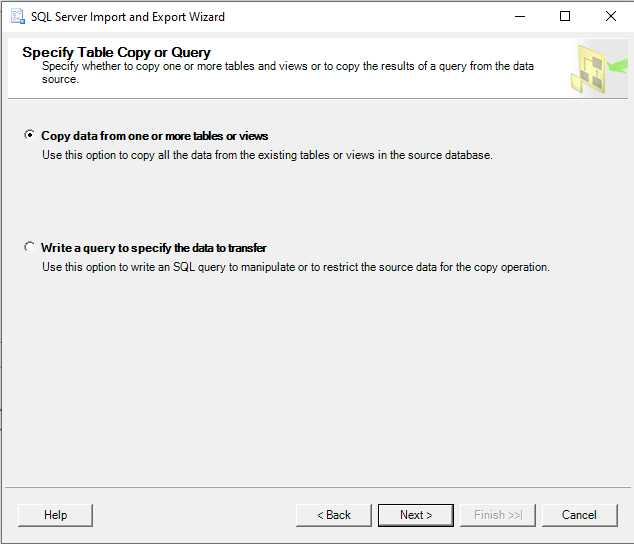 SQL Server Import and Export Wizard
Specify Table Copy or Query
Specify whether to copy one or more tables and views or to copy the results of a query from the data
source.
Copy data from one or more tables or views
Use this option to copy all the data from the existing tables or views in the source database.
Write a query to specify the data to transfer
Use this option to write an SQL query to manipulate or to restrict the source data for the copy operation.
Help
< Back
Next >
Finish >>|
Cancel